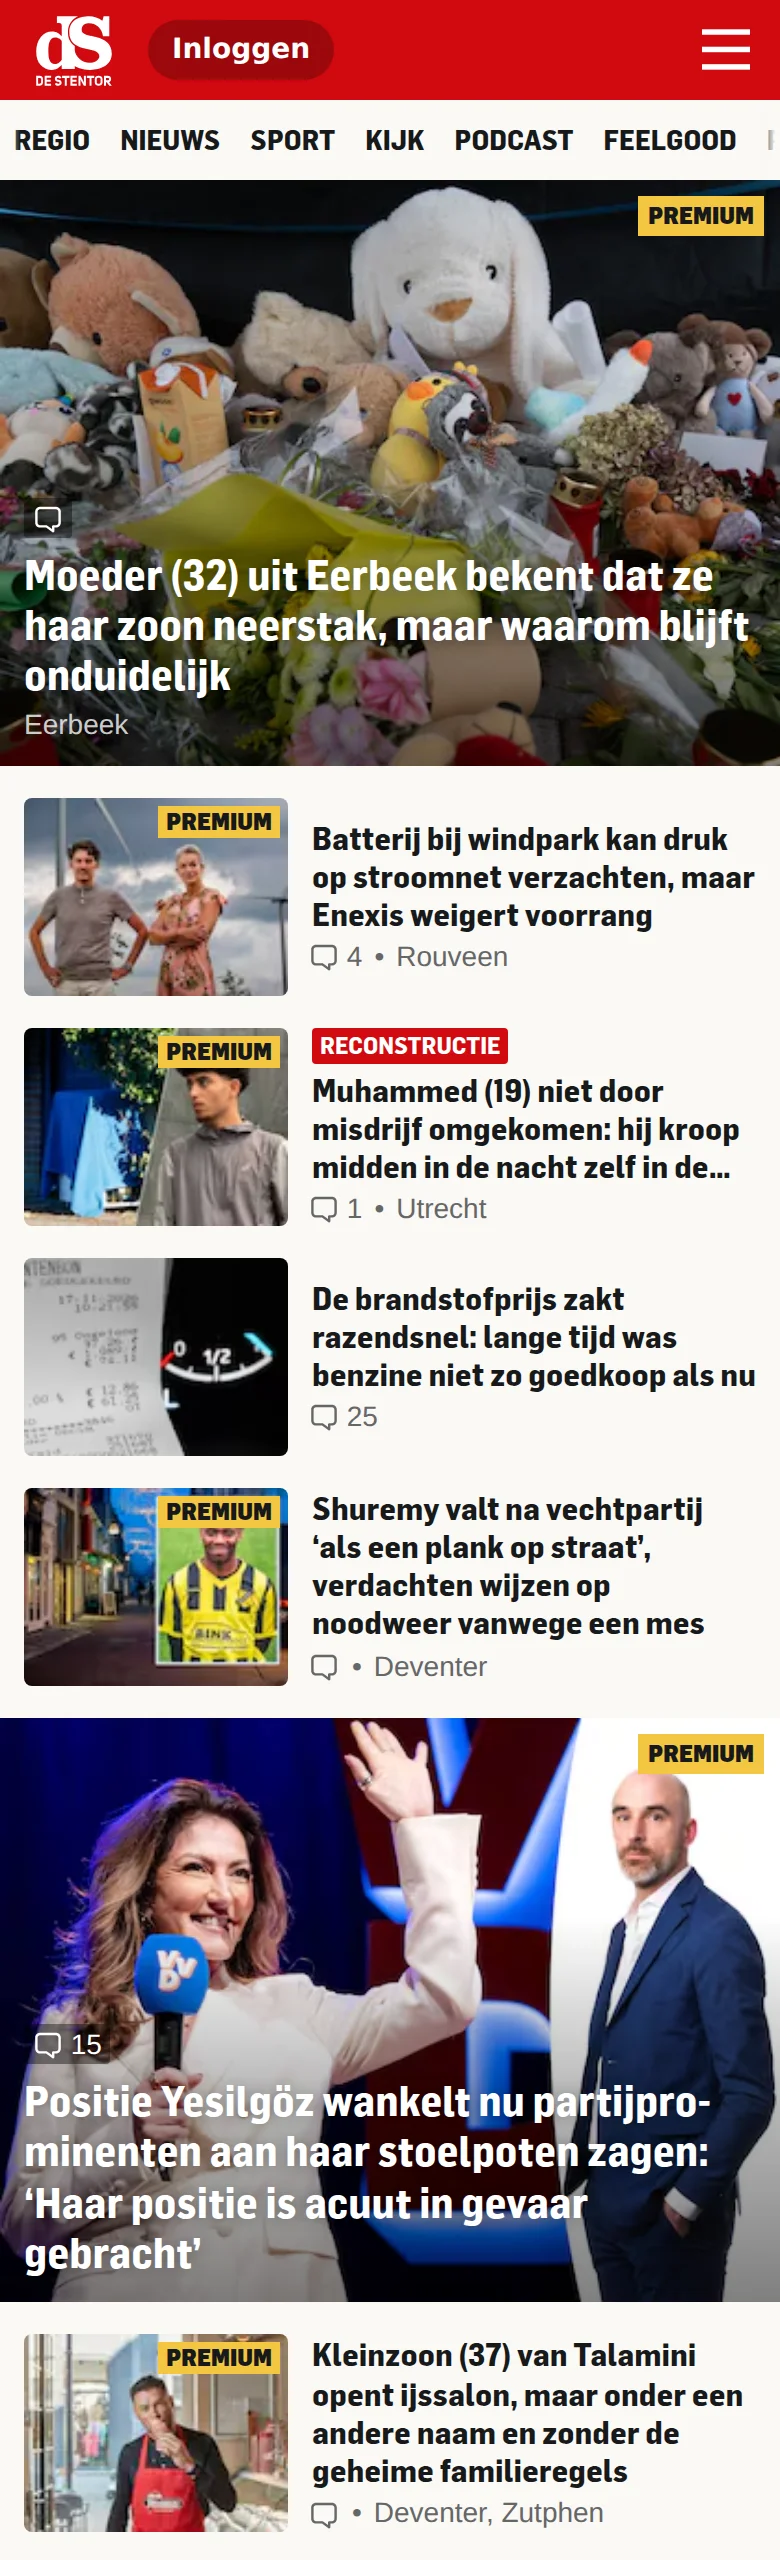 dS
DE STENTOR
Inloggen
REGIO NIEUWS SPORT KIJK PODCAST FEELGOOD
PREMIUM
Moeder (32) uit Eerbeek bekent dat ze
haar zoon neerstak, maar waarom blijft
onduidelijk
Eerbeek
PREMIUM
Batterij bij windpark kan druk
op stroomnet verzachten, maar
Enexis weigert voorrang
4 • Rouveen
PREMIUM
RECONSTRUCTIE
Muhammed (19) niet door
misdrijf omgekomen: hij kroop
midden in de nacht zelf in de...
1 • Utrecht
NTENBON
0 1/2
De brandstofprijs zakt
razendsnel: lange tijd was
benzine niet zo goedkoop als nu
25
PREMIUM
Shuremy valt na vechtpartij
‘als een plank op straat’,
verdachten wijzen op
noodweer vanwege een mes
• Deventer
PREMIUM
VVD
15
Positie Yesilgöz wankelt nu partijpro-
minenten aan haar stoelpoten zagen:
‘Haar positie is acuut in gevaar
gebracht’
PREMIUM
Kleinzoon (37) van Talamini
opent ijssalon, maar onder een
andere naam en zonder de
geheime familieregels
• Deventer, Zutphen